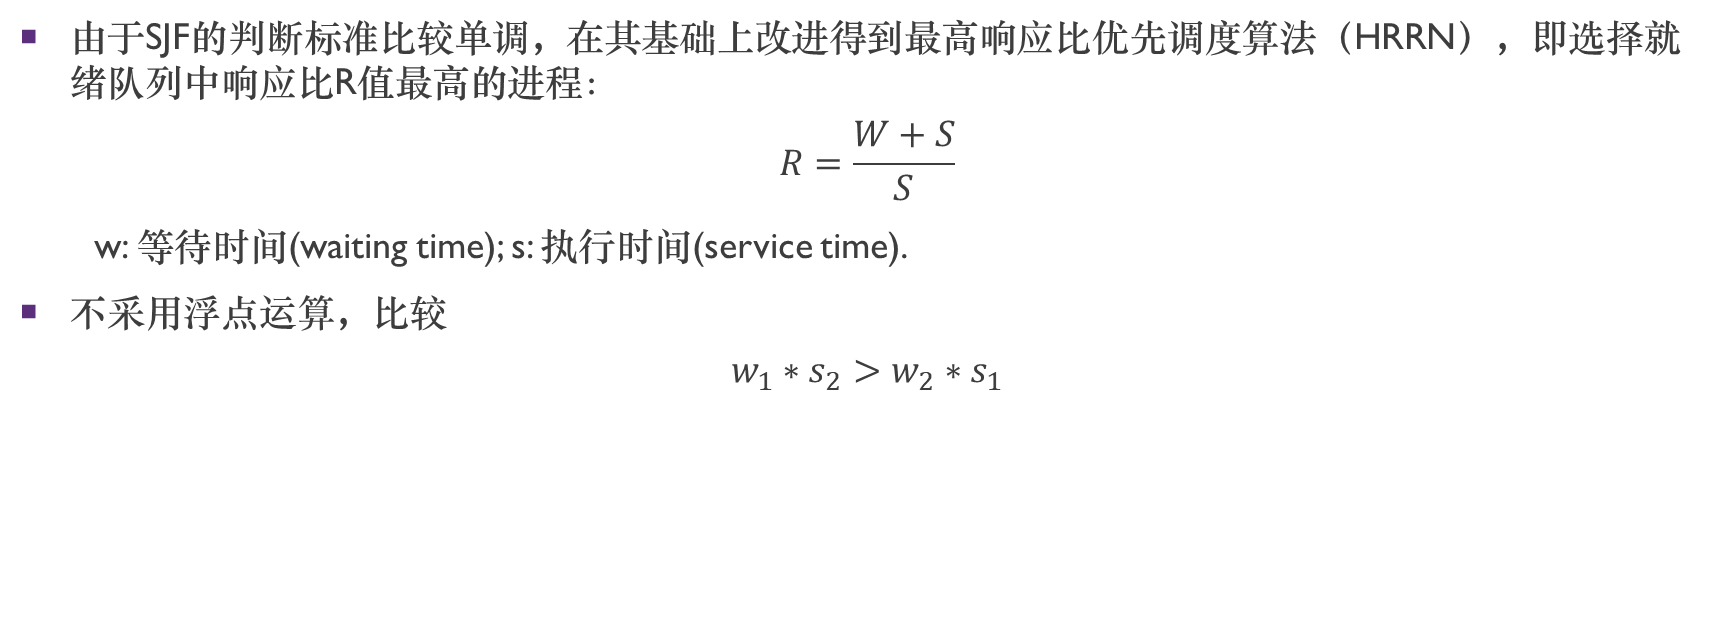 ▪ 由于SJF的判断标准比较单调，在其基础上改进得到最高响应比优先调度算法（HRRN），即选择就
绪队列中响应比R值最高的进程：
R = \frac{W + S}{S}
w: 等待时间(waiting time); s: 执行时间(service time).
▪ 不采用浮点运算，比较
w₁ * s₂ > w₂ * s₁